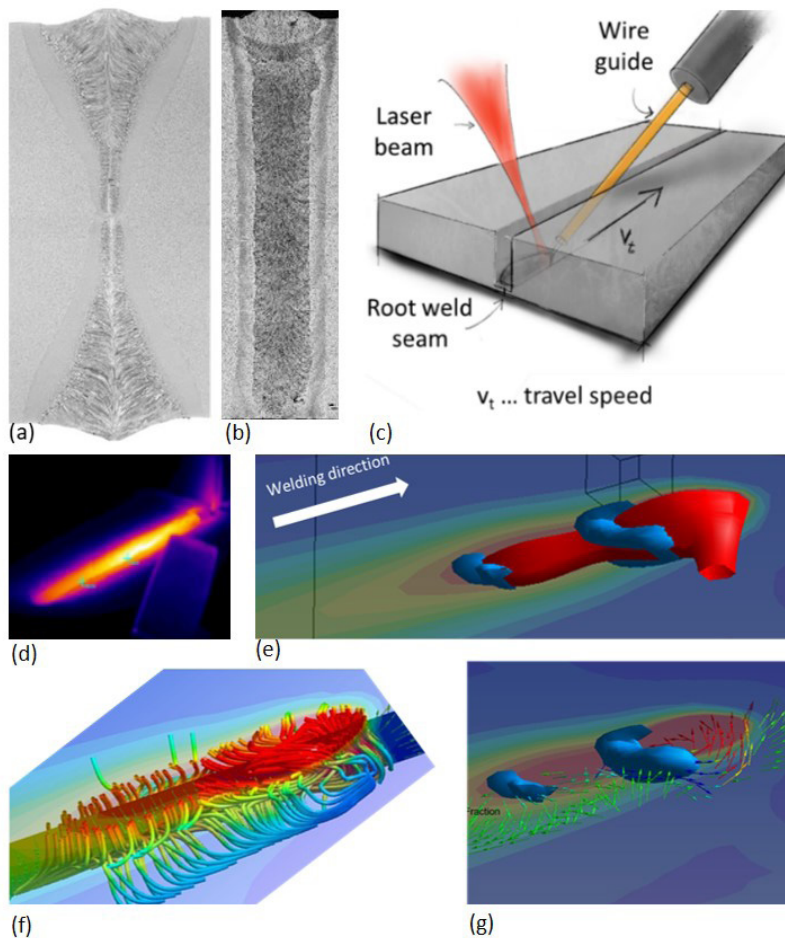 (a)
(b)
(c)
Laser
beam
Wire
guide
v_t
Root weld
seam
v_t ... travel speed
(d)
Welding direction
(e)
(f)
Fraction
(g)